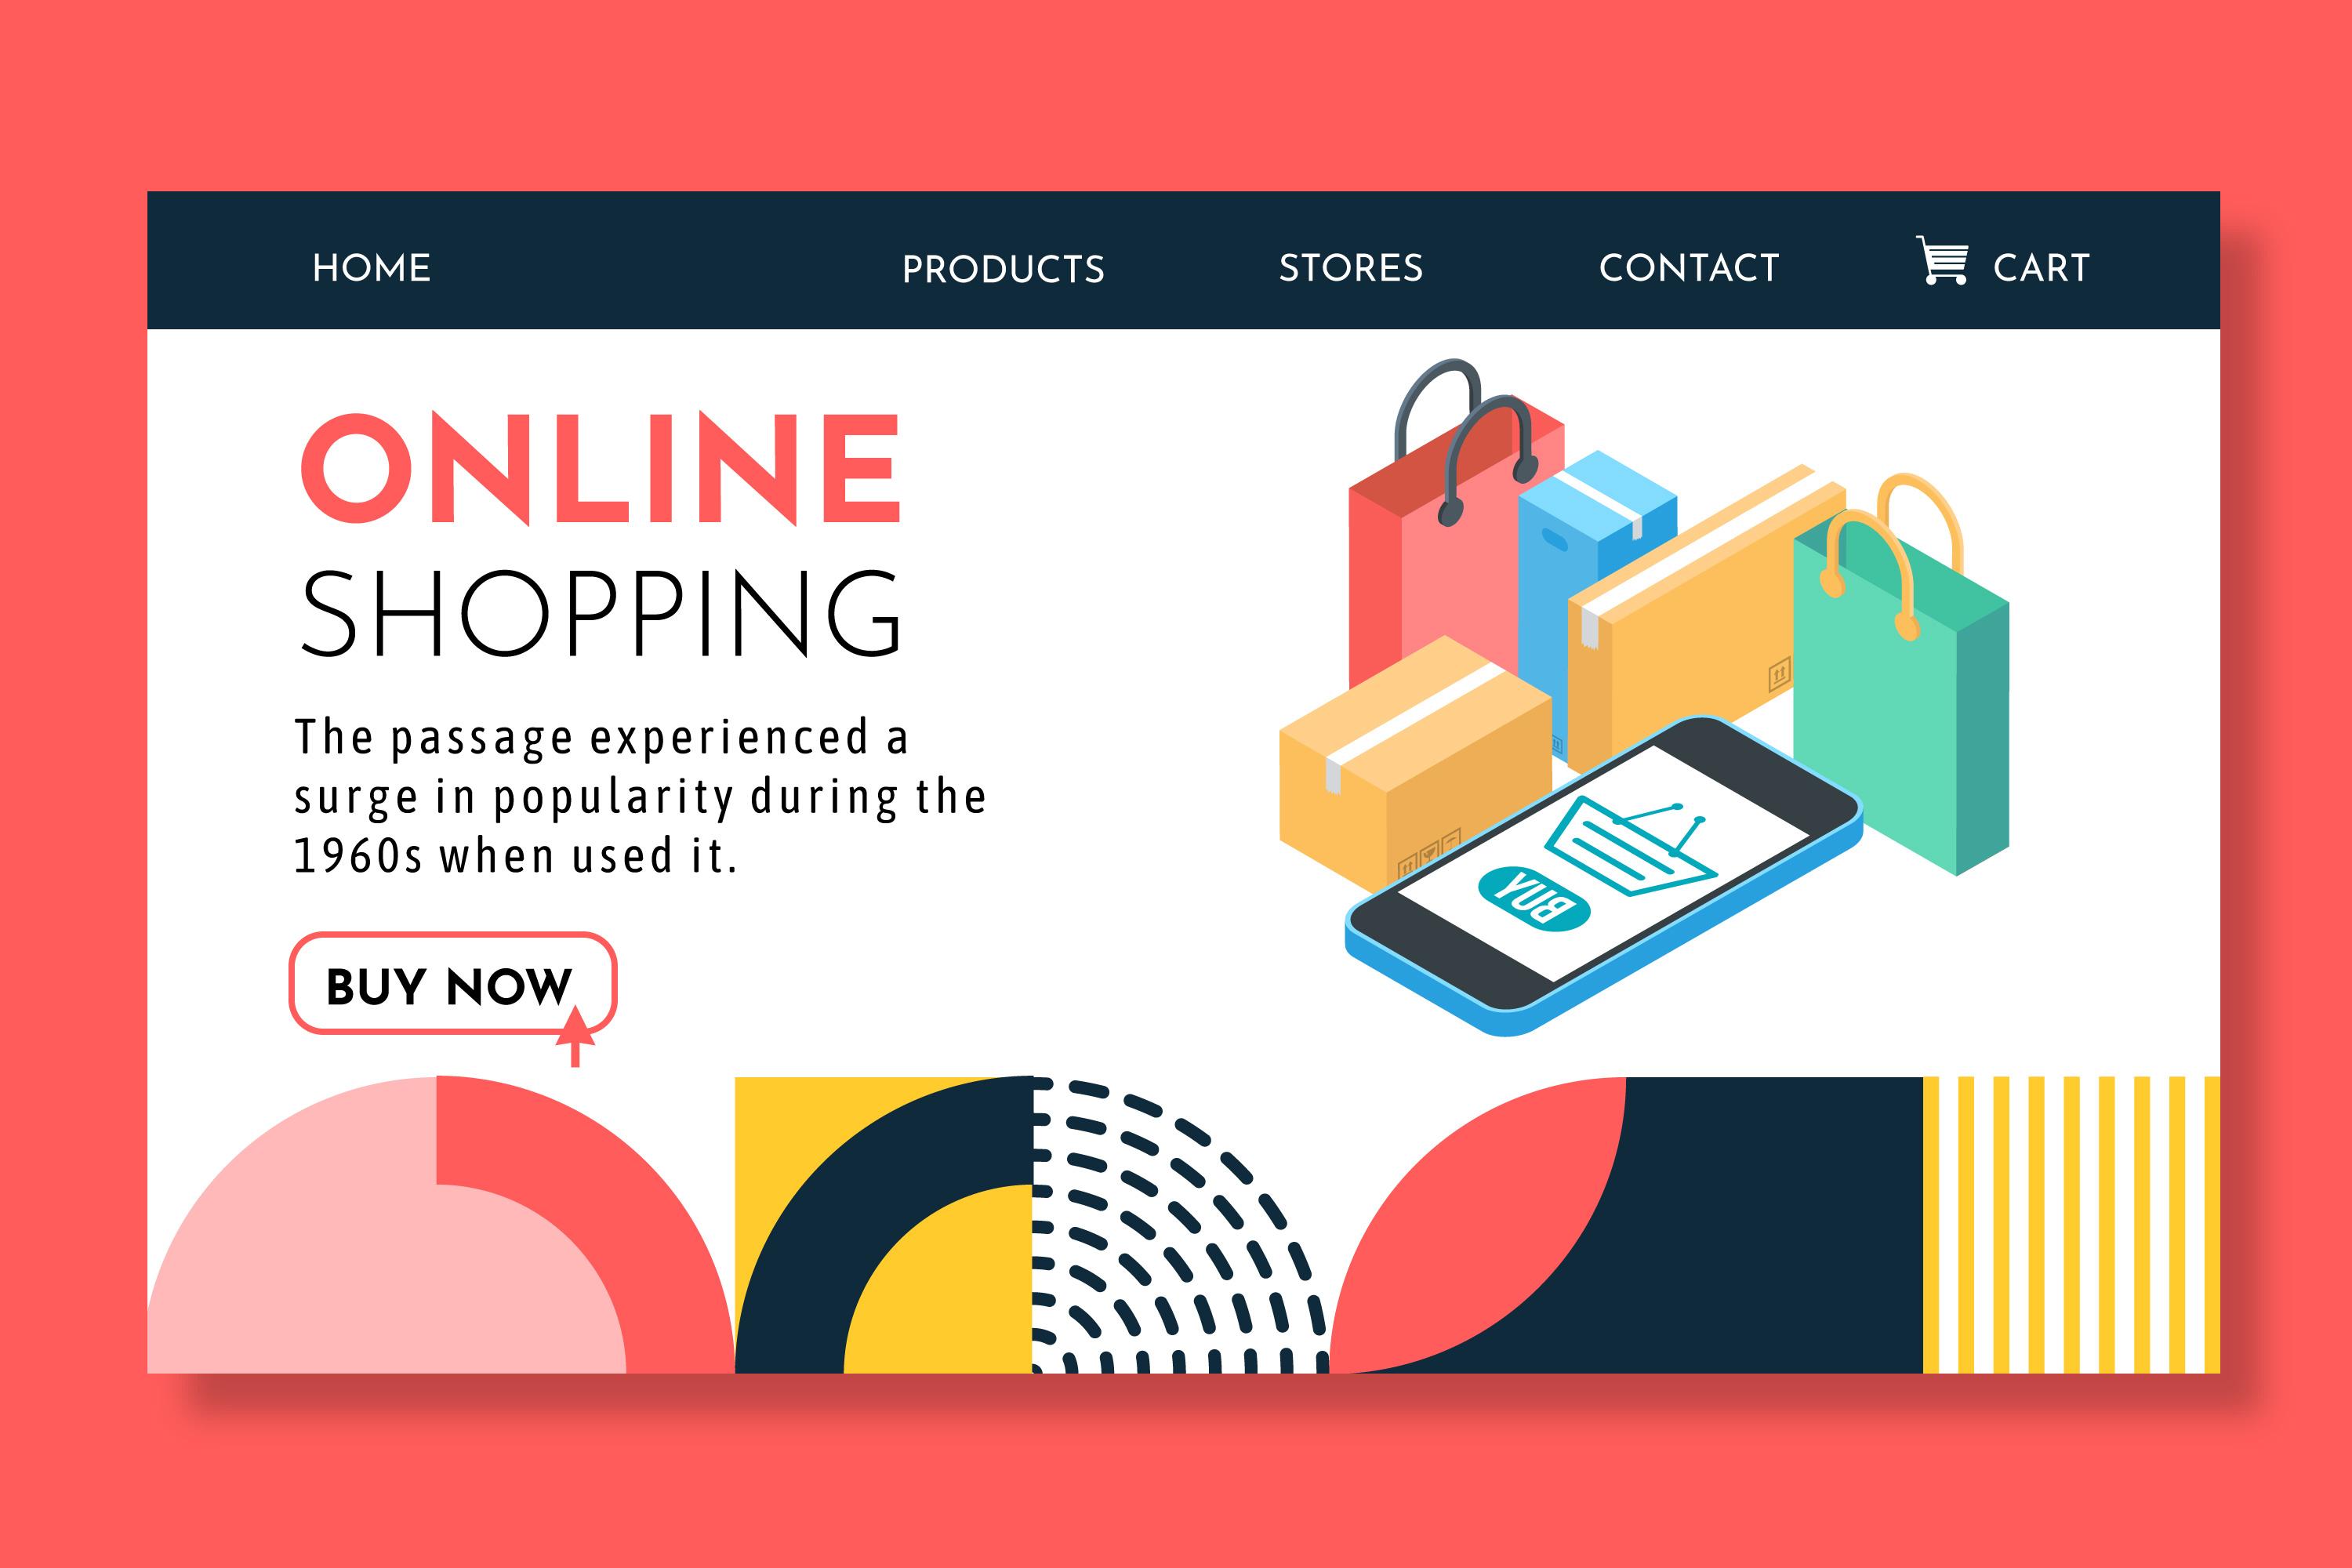 HOME PRODUCTS STORES CONTACT CART
ONLINE
SHOPPING
The passage experienced a
surge in popularity during the
1960s when used it.
BUY NOW
BUY